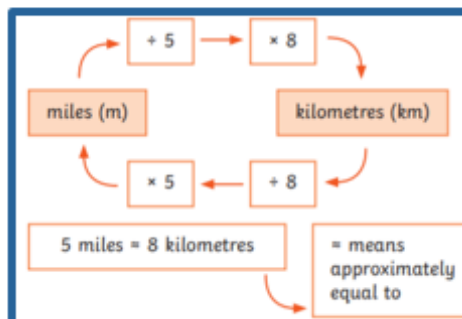 ÷ 5
× 8
miles (m)
kilometres (km)
× 5
÷ 8
5 miles ≈ 8 kilometres
≈ means
approximately
equal to